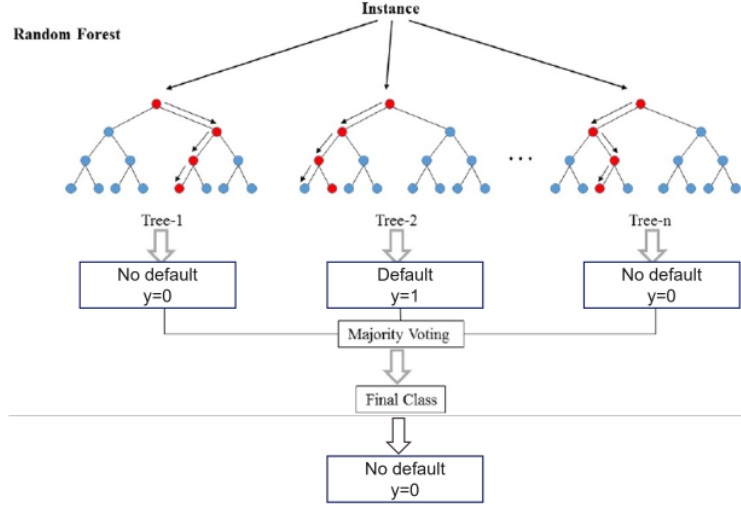 Instance
Random Forest
...
Tree-1
Tree-2
Tree-n
No default
y=0
Default
y=1
No default
y=0
Majority Voting
Final Class
No default
y=0